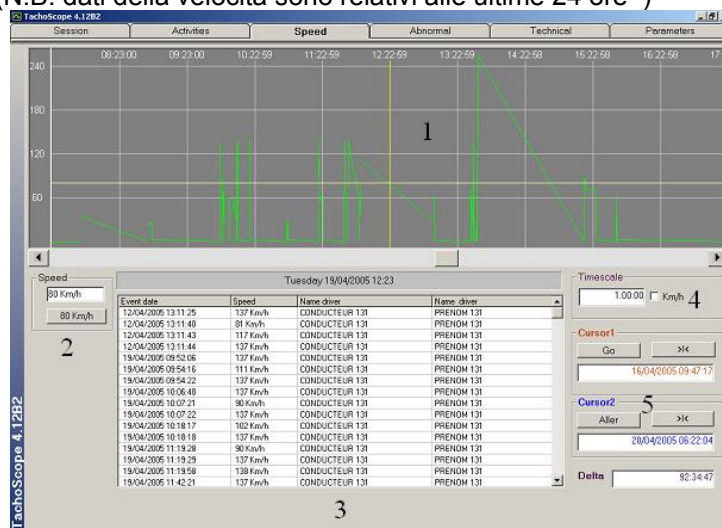 (N.B. dati della velocità sono relativi alle ultime 24 ore )
TachoScope 4.12B2
Session Activities Speed Abnormal Technical Parameters
08:23:00 09:23:00 10:22:59 11:22:59 12:22:59 13:22:59 14:22:58 15:22:58 16:22:58 17
240
180
120
60
1
Speed
80 Km/h
80 Km/h
2
Tuesday 19/04/2005 12:23
Event date Speed Name driver Name driver
12/04/2005 13:11:25 137 Km/h CONDUCTEUR 131 PRENOM 131
12/04/2005 13:11:40 81 Km/h CONDUCTEUR 131 PRENOM 131
12/04/2005 13:11:43 117 Km/h CONDUCTEUR 131 PRENOM 131
12/04/2005 13:11:44 137 Km/h CONDUCTEUR 131 PRENOM 131
19/04/2005 09:52:06 137 Km/h CONDUCTEUR 131 PRENOM 131
19/04/2005 09:54:16 111 Km/h CONDUCTEUR 131 PRENOM 131
19/04/2005 09:54:22 137 Km/h CONDUCTEUR 131 PRENOM 131
19/04/2005 10:06:48 137 Km/h CONDUCTEUR 131 PRENOM 131
19/04/2005 10:07:21 90 Km/h CONDUCTEUR 131 PRENOM 131
19/04/2005 10:07:22 137 Km/h CONDUCTEUR 131 PRENOM 131
19/04/2005 10:18:17 102 Km/h CONDUCTEUR 131 PRENOM 131
19/04/2005 10:18:18 137 Km/h CONDUCTEUR 131 PRENOM 131
19/04/2005 11:19:28 90 Km/h CONDUCTEUR 131 PRENOM 131
19/04/2005 11:19:29 137 Km/h CONDUCTEUR 131 PRENOM 131
19/04/2005 11:19:58 138 Km/h CONDUCTEUR 131 PRENOM 131
19/04/2005 11:42:21 137 Km/h CONDUCTEUR 131 PRENOM 131
3
Timescale
1:00:00 Km/h 4
Cursor1
Go >|<
16/04/2005 09:47:17
Cursor2 5
Aller >|<
20/04/2005 06:22:04
Delta 92:34:47
TachoScope 4.12B2